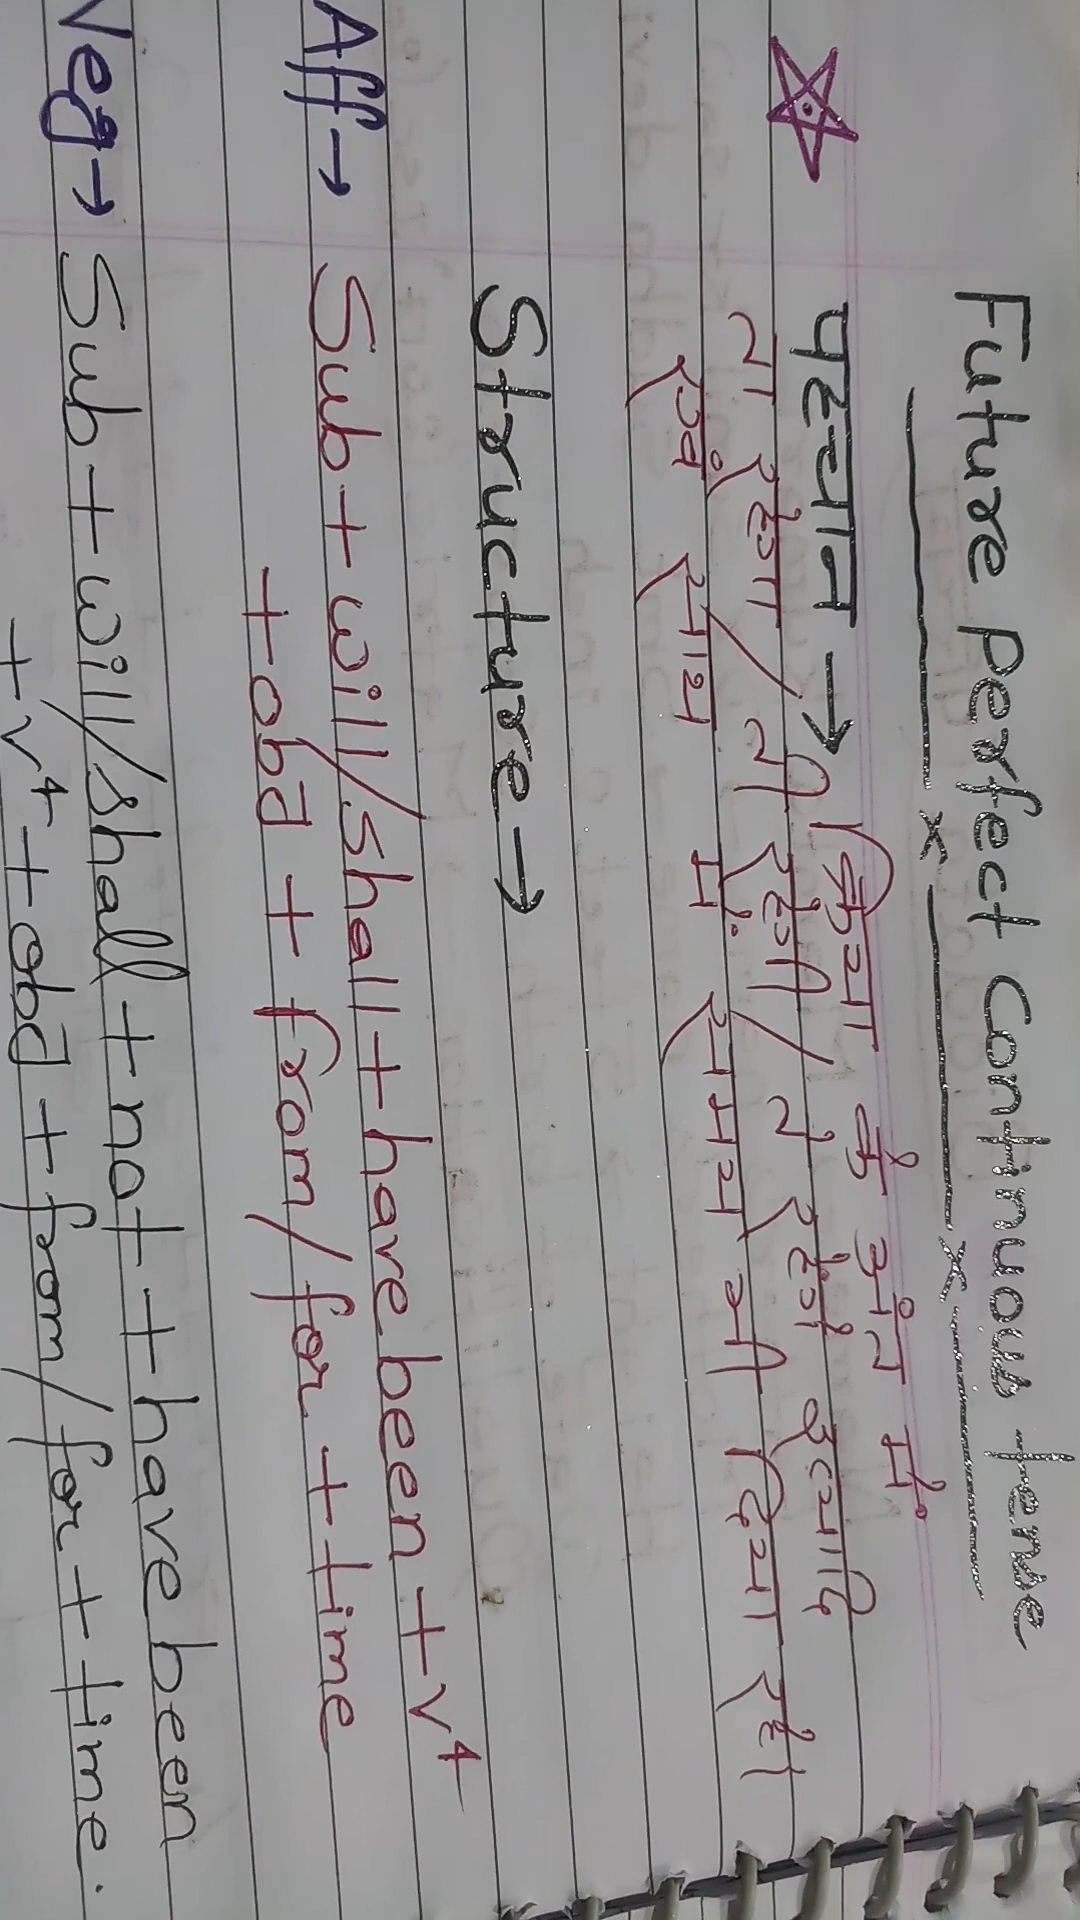 Future Perfect Continuous tense
पहचान → क्रिया के अंत में
ता रहेगा / ती रहेगी / ते रहेंगे इत्यादि
एवं साथ में समय भी दिया रहे।
Structure →
Aff → Sub + will/shall + have been + v⁴
+ obj + from/for + time
Neg → Sub + will/shall + not + have been
+ v⁴ + obj + from/for + time.